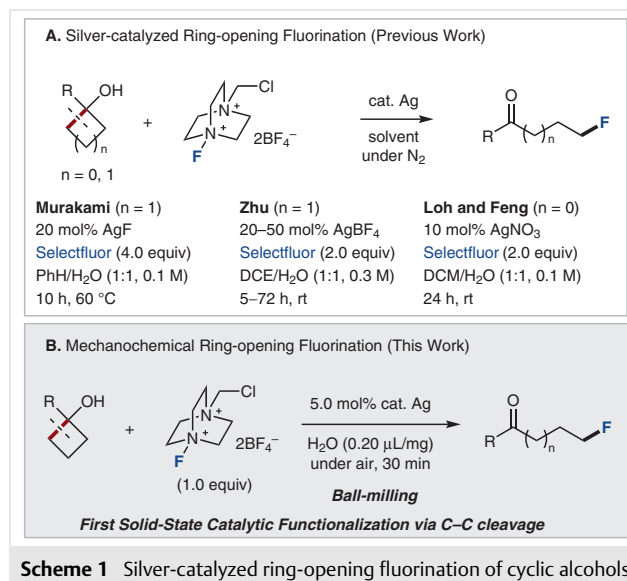 A. Silver-catalyzed Ring-opening Fluorination (Previous Work)
R OH
n
n = 0, 1
+
Cl
N+
N+
F
2BF4−
cat. Ag
solvent
under N2
O
R
n
F
Murakami (n = 1)
20 mol% AgF
Selectfluor (4.0 equiv)
PhH/H2O (1:1, 0.1 M)
10 h, 60 °C
Zhu (n = 1)
20–50 mol% AgBF4
Selectfluor (2.0 equiv)
DCE/H2O (1:1, 0.3 M)
5–72 h, rt
Loh and Feng (n = 0)
10 mol% AgNO3
Selectfluor (2.0 equiv)
DCM/H2O (1:1, 0.1 M)
24 h, rt
B. Mechanochemical Ring-opening Fluorination (This Work)
R OH
+
Cl
N+
N+
F
2BF4−
(1.0 equiv)
5.0 mol% cat. Ag
H2O (0.20 μL/mg)
under air, 30 min
Ball-milling
O
R
n
F
First Solid-State Catalytic Functionalization via C–C cleavage
Scheme 1 Silver-catalyzed ring-opening fluorination of cyclic alcohols